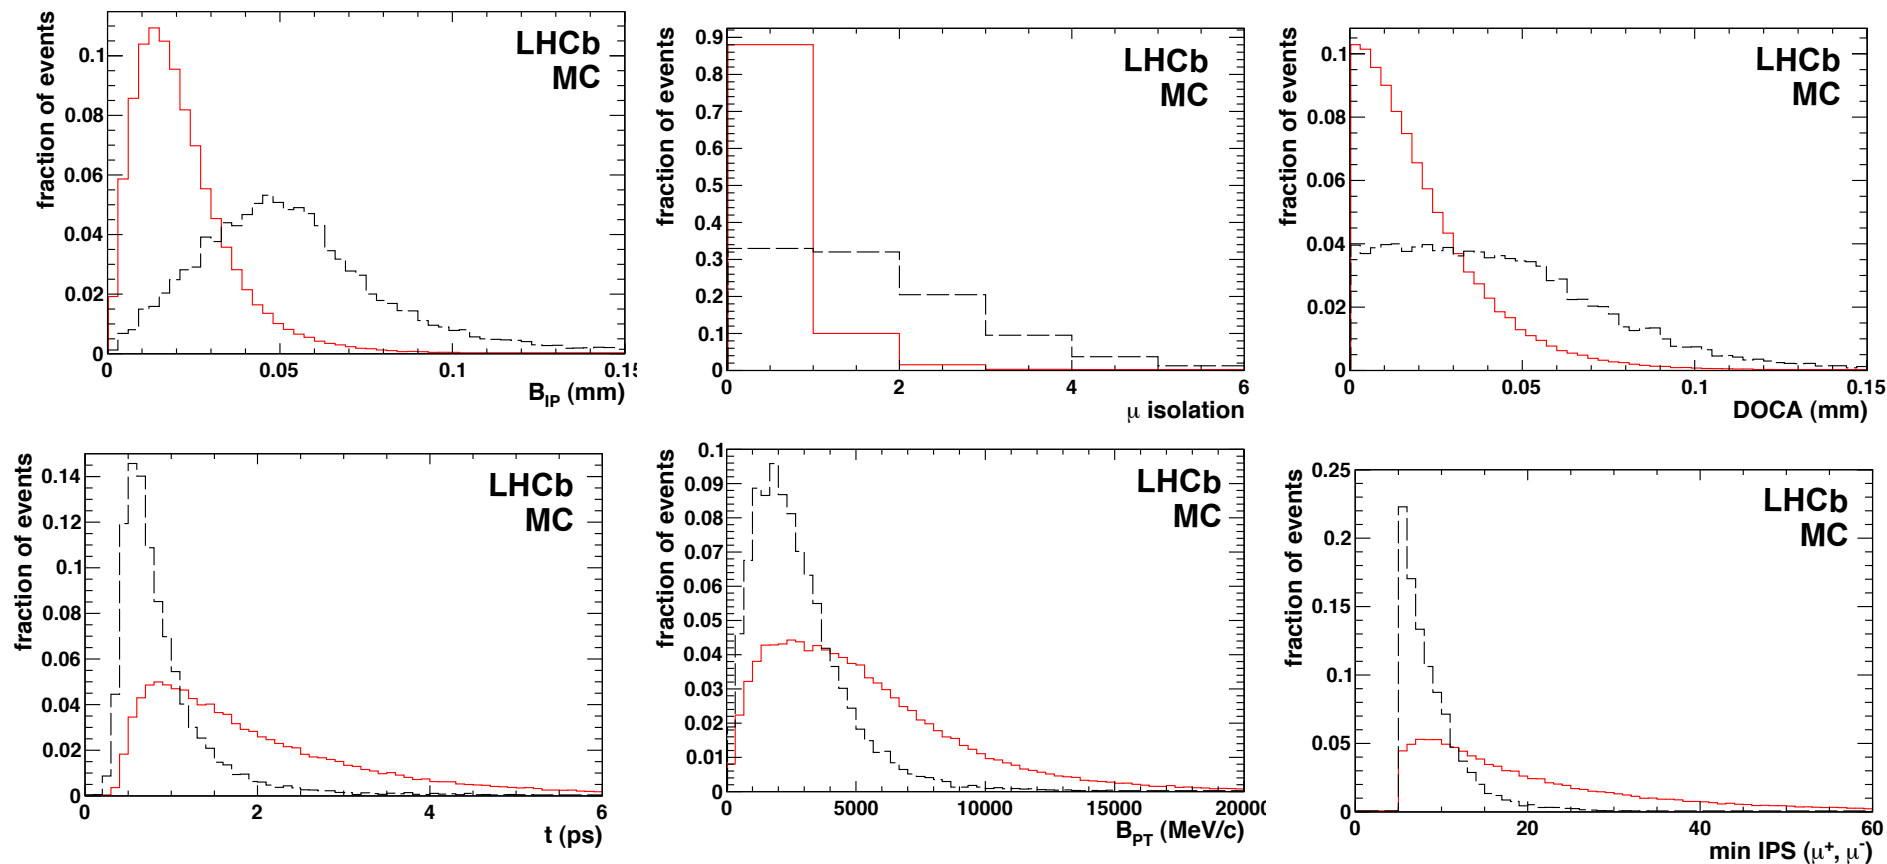 fraction of events
0.1
0.08
0.06
0.04
0.02
0
LHCb
MC
0 0.05 0.1 0.15
B_IP (mm)
fraction of events
0.9
0.8
0.7
0.6
0.5
0.4
0.3
0.2
0.1
0
LHCb
MC
0 2 4 6
μ isolation
fraction of events
0.1
0.08
0.06
0.04
0.02
0
LHCb
MC
0 0.05 0.1 0.15
DOCA (mm)
fraction of events
0.14
0.12
0.1
0.08
0.06
0.04
0.02
0
LHCb
MC
0 2 4 6
t (ps)
fraction of events
0.1
0.09
0.08
0.07
0.06
0.05
0.04
0.03
0.02
0.01
0
LHCb
MC
0 5000 10000 15000 20000
B_PT (MeV/c)
fraction of events
0.25
0.2
0.15
0.1
0.05
0
LHCb
MC
0 20 40 60
min IPS (μ⁺, μ⁻)